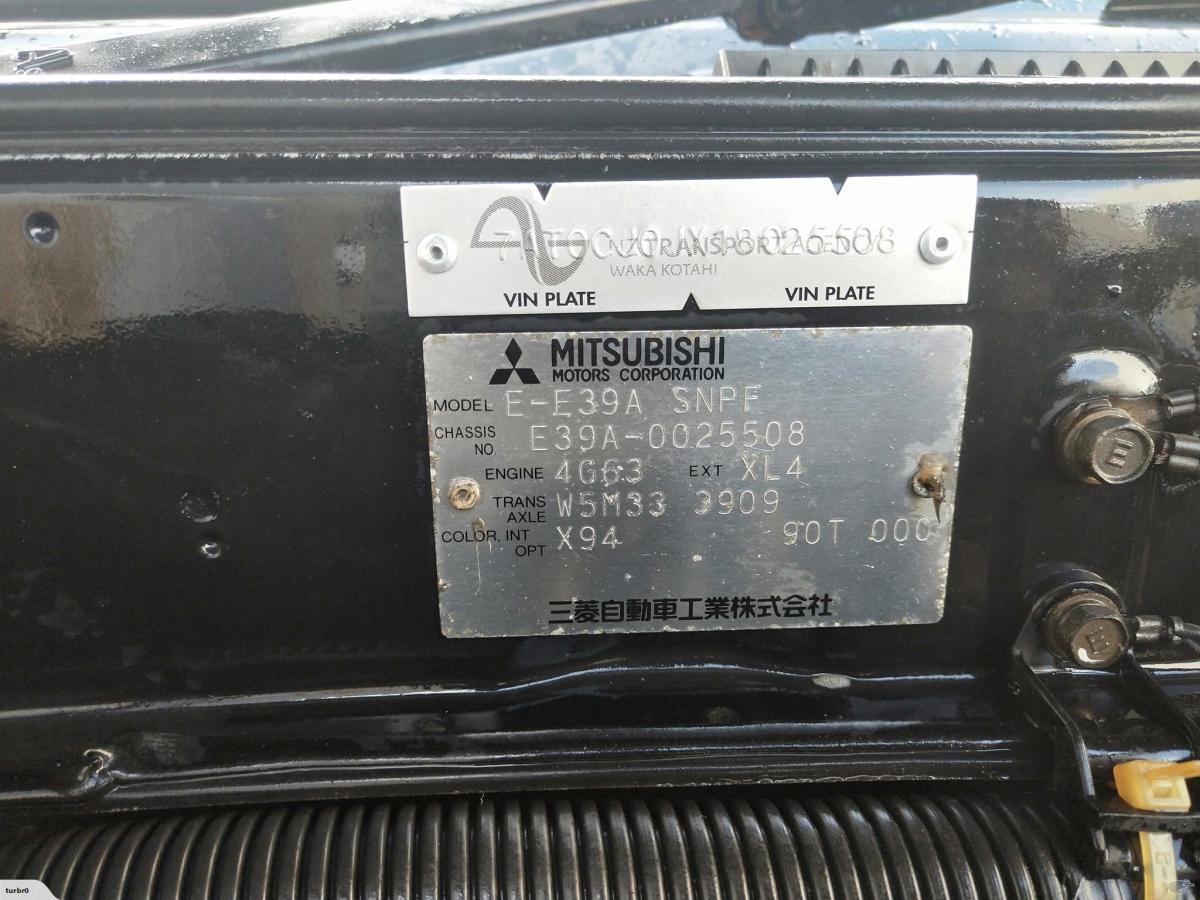 7AT0CJ0JX18025508
NZ TRANSPORT AGENCY
WAKA KOTAHI
VIN PLATE VIN PLATE
MITSUBISHI
MOTORS CORPORATION
MODEL E-E39A SNPF
CHASSIS NO. E39A-0025508
ENGINE 4G63 EXT XL4
TRANS AXLE W5M33 3909
COLOR, INT OPT X94 90T 000
三菱自動車工業株式会社
E
E
turbr0